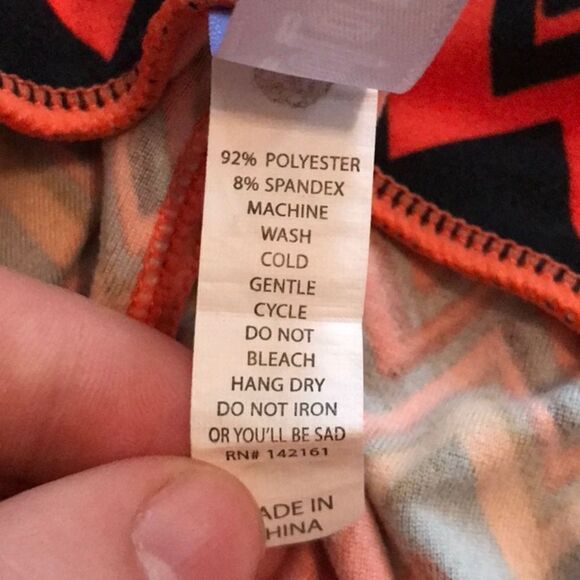 92% POLYESTER
8% SPANDEX
MACHINE
WASH
COLD
GENTLE
CYCLE
DO NOT
BLEACH
HANG DRY
DO NOT IRON
OR YOU'LL BE SAD
RN# 142161
ADE IN
HINA